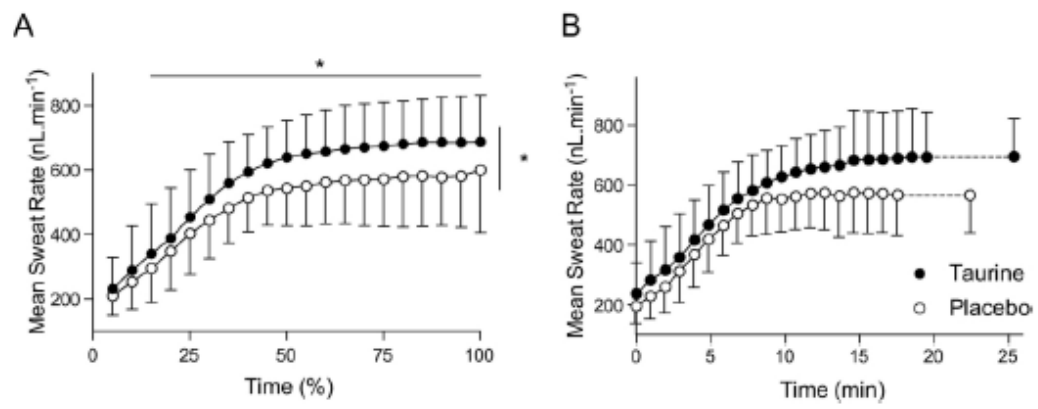 A
Mean Sweat Rate (nL.min⁻¹)
800
600
400
200
0
25
50
75
100
Time (%)
*
*
B
Mean Sweat Rate (nL.min⁻¹)
800
600
400
200
0
5
10
15
20
25
Time (min)
Taurine
Placebo